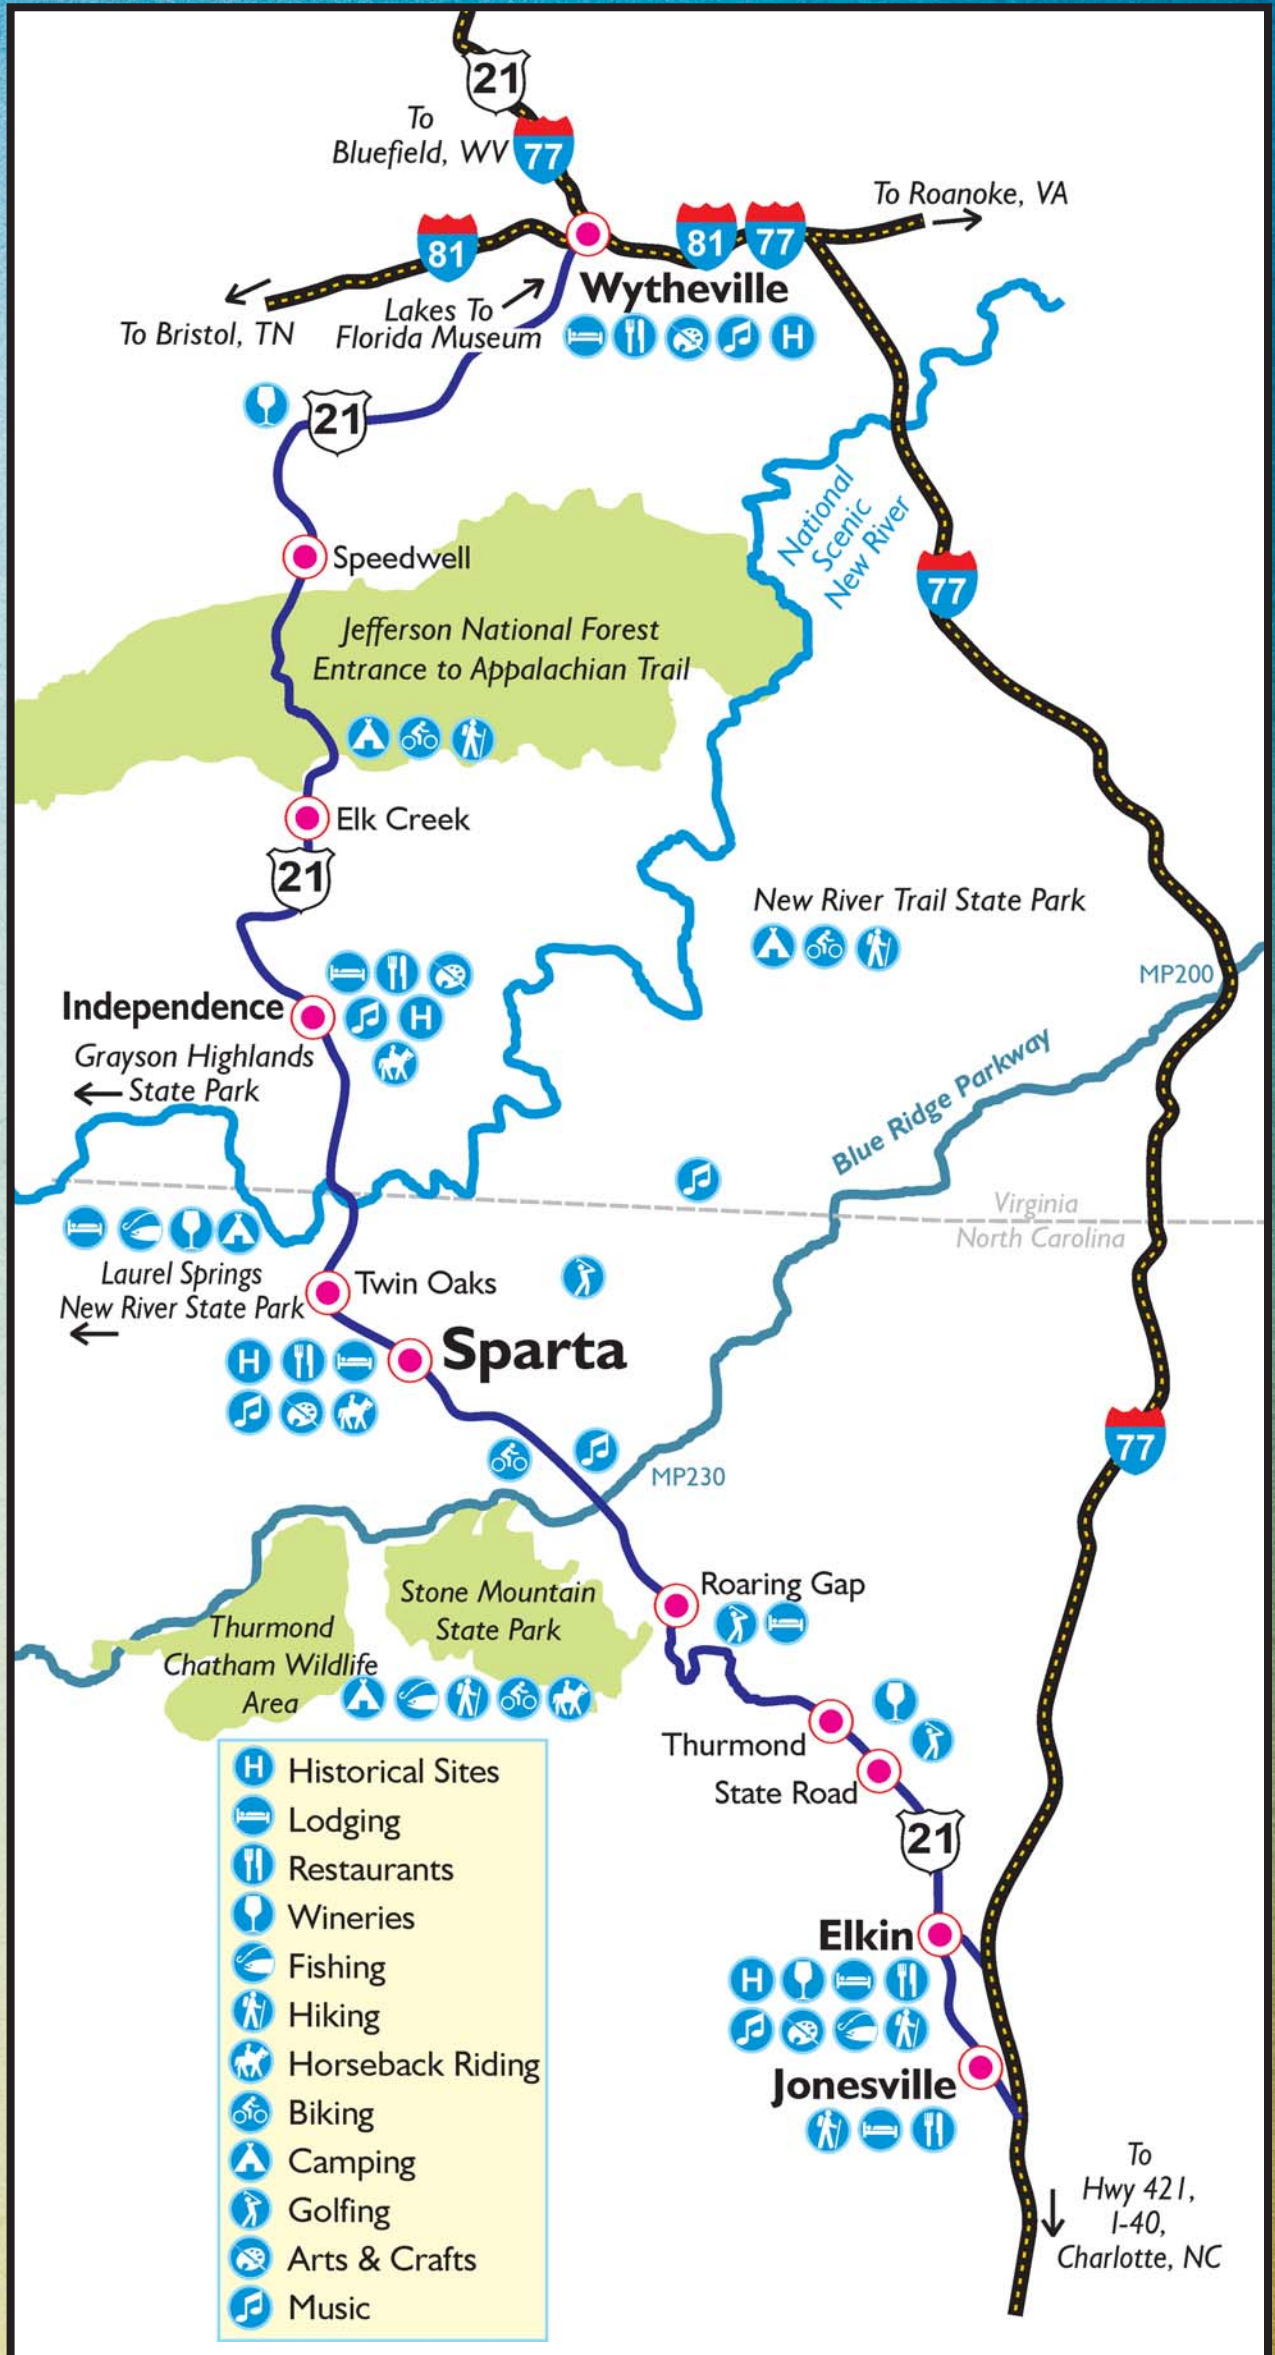 21
To
Bluefield, WV
77
To Roanoke, VA
81
81
77
Wytheville
To Bristol, TN
Lakes To
Florida Museum
H
21
National
Scenic
New River
Speedwell
77
Jefferson National Forest
Entrance to Appalachian Trail
Elk Creek
21
New River Trail State Park
MP200
Independence
H
Grayson Highlands
State Park
Blue Ridge Parkway
Virginia
North Carolina
Laurel Springs
New River State Park
Twin Oaks
Sparta
H
77
MP230
Roaring Gap
Stone Mountain
State Park
Thurmond
Chatham Wildlife
Area
Thurmond
State Road
21
Elkin
H
Jonesville
H Historical Sites
Lodging
Restaurants
Wineries
Fishing
Hiking
Horseback Riding
Biking
Camping
Golfing
Arts & Crafts
Music
To
Hwy 421,
I-40,
Charlotte, NC